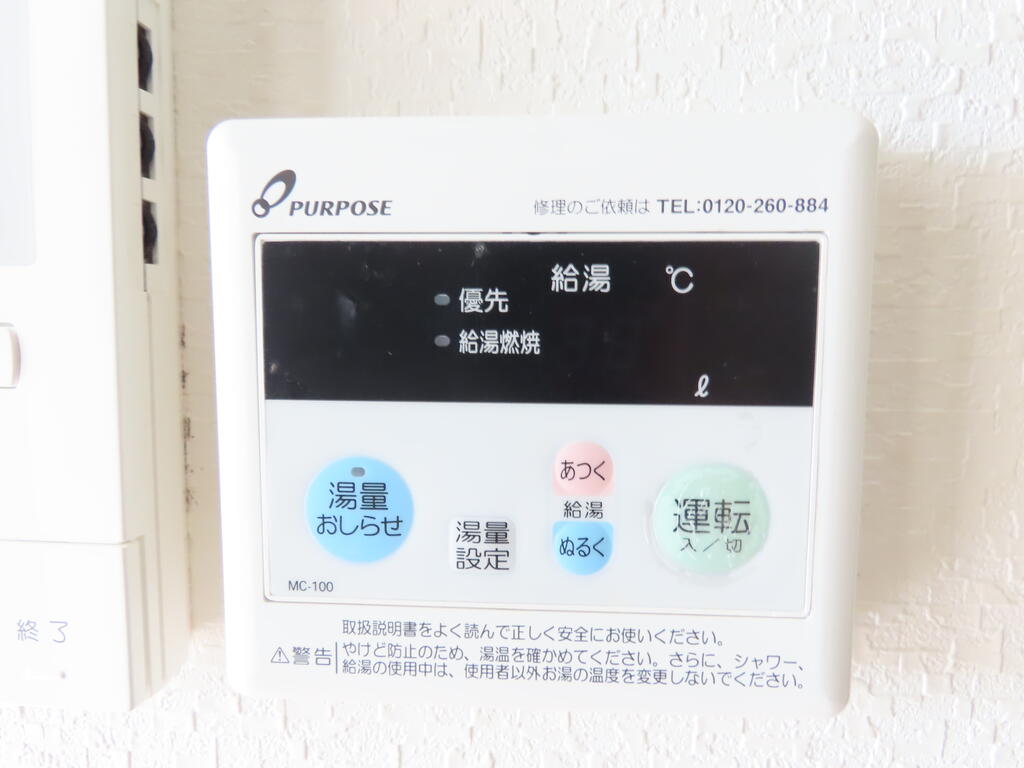 PURPOSE
修理のご依頼は TEL:0120-260-884
給湯 ℃
優先
給湯燃焼
ℓ
湯量
おしらせ
湯量
設定
あつく
給湯
ぬるく
運転
入/切
MC-100
取扱説明書をよく読んで正しく安全にお使いください。
⚠警告
やけど防止のため、湯温を確かめてください。さらに、シャワー、
給湯の使用中は、使用者以外お湯の温度を変更しないでください。
終了